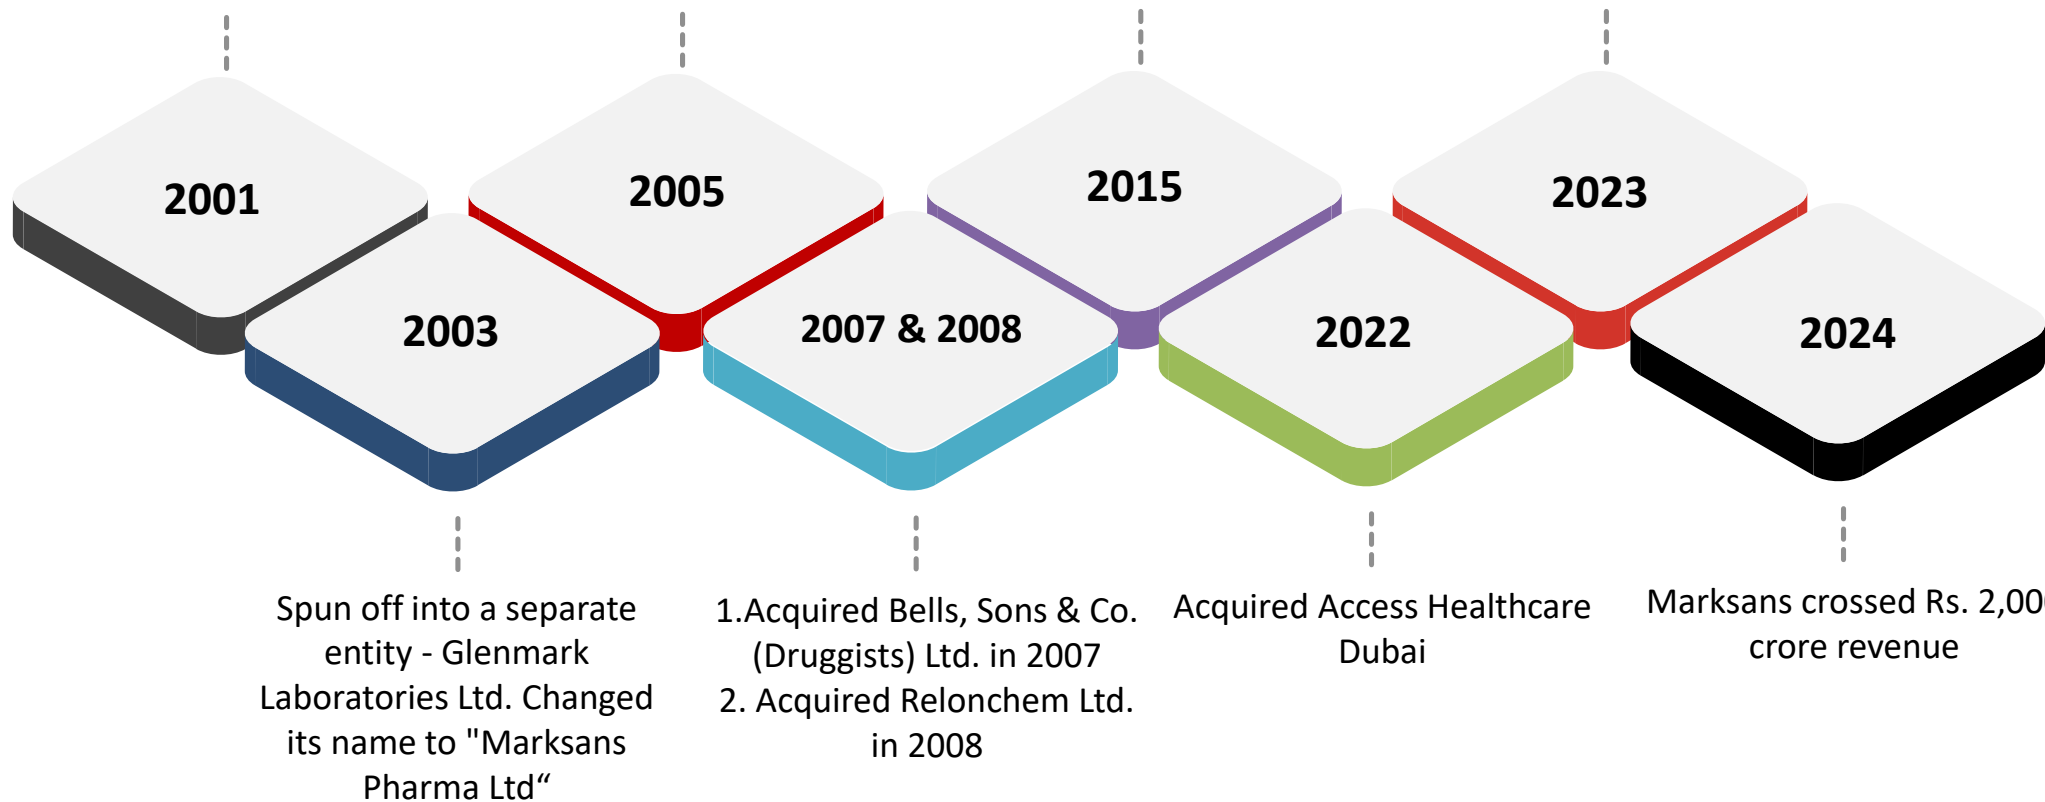 2001
2005
2015
2023
2003
2007 & 2008
2022
2024
Spun off into a separate
entity - Glenmark
Laboratories Ltd. Changed
its name to "Marksans
Pharma Ltd“
1.Acquired Bells, Sons & Co.
(Druggists) Ltd. in 2007
2. Acquired Relonchem Ltd.
in 2008
Acquired Access Healthcare
Dubai
Marksans crossed Rs.
crore revenue